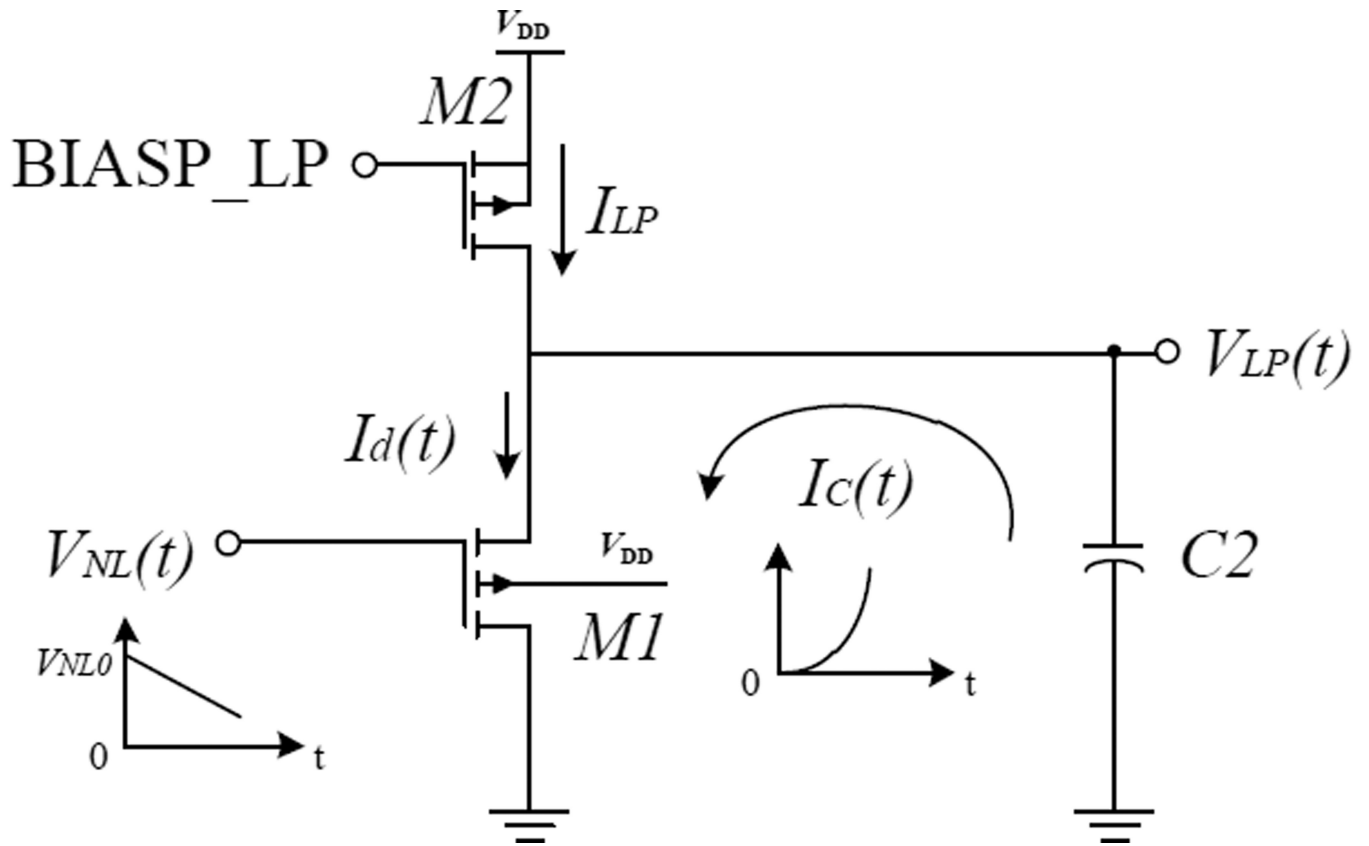 VDD
M2
BIASP_LP
ILP
VLP(t)
Id(t)
IC(t)
VNL(t)
VDD
C2
M1
VNL0
0
t
0
t